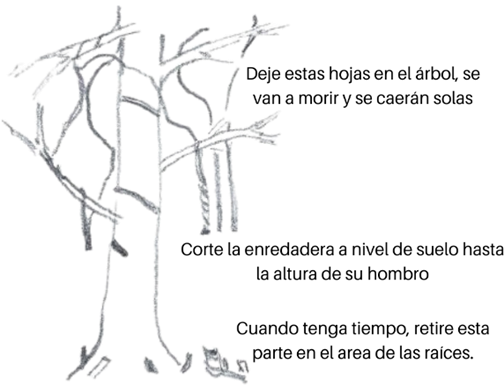 Deje estas hojas en el árbol, se
van a morir y se caerán solas
Corte la enredadera a nivel de suelo hasta
la altura de su hombro
Cuando tenga tiempo, retire esta
parte en el area de las raíces.